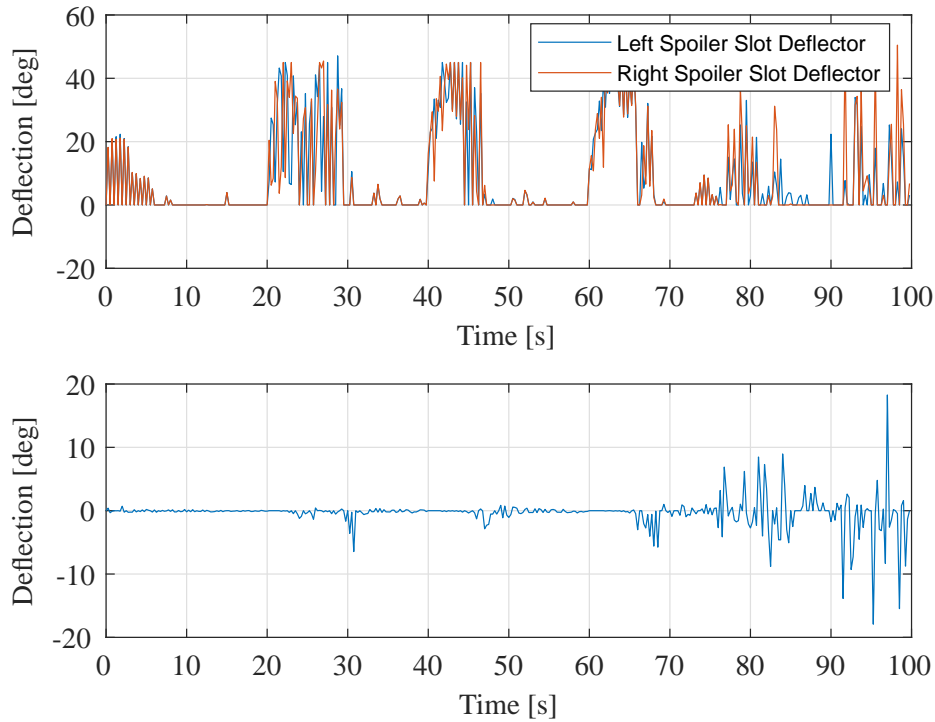 60
40
20
0
-20
Deflection [deg]
Left Spoiler Slot Deflector
Right Spoiler Slot Deflector
0 10 20 30 40 50 60 70 80 90 100
Time [s]
20
10
0
-10
-20
Deflection [deg]
0 10 20 30 40 50 60 70 80 90 100
Time [s]